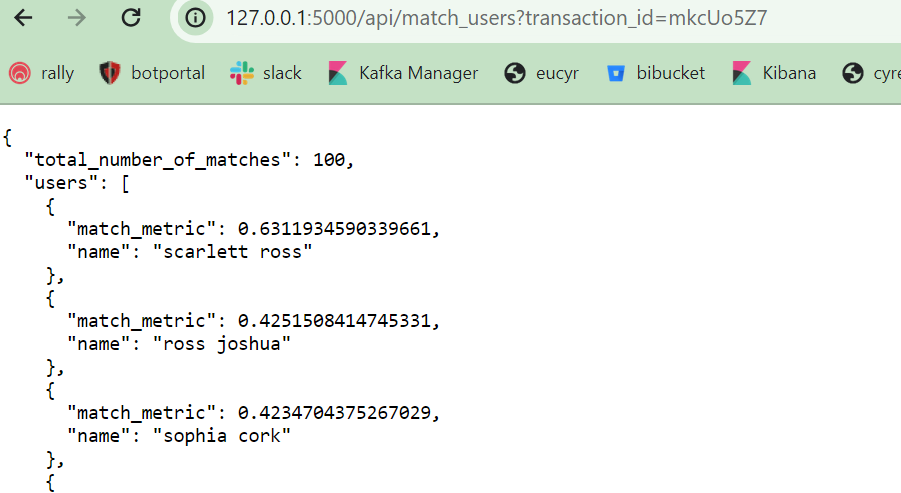 127.0.0.1:5000/api/match_users?transaction_id=mkcUo5Z7
rally botportal slack Kafka Manager eucyr bibucket Kibana cyre
{
"total_number_of_matches": 100,
"users": [
{
"match_metric": 0.6311934590339661,
"name": "scarlett ross"
},
{
"match_metric": 0.4251508414745331,
"name": "ross joshua"
},
{
"match_metric": 0.4234704375267029,
"name": "sophia cork"
},
{